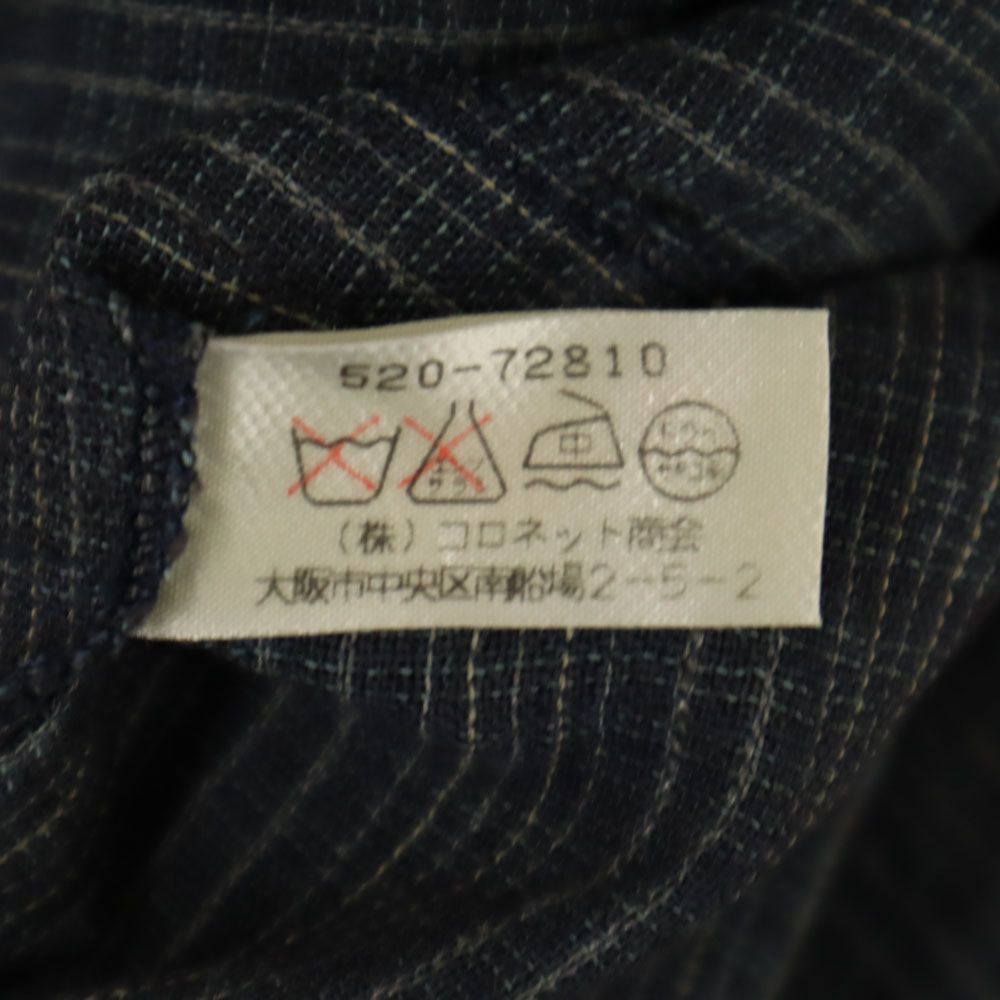 520-72810
中
(株)コロネット商会
大阪市中央区南船場2-5-2